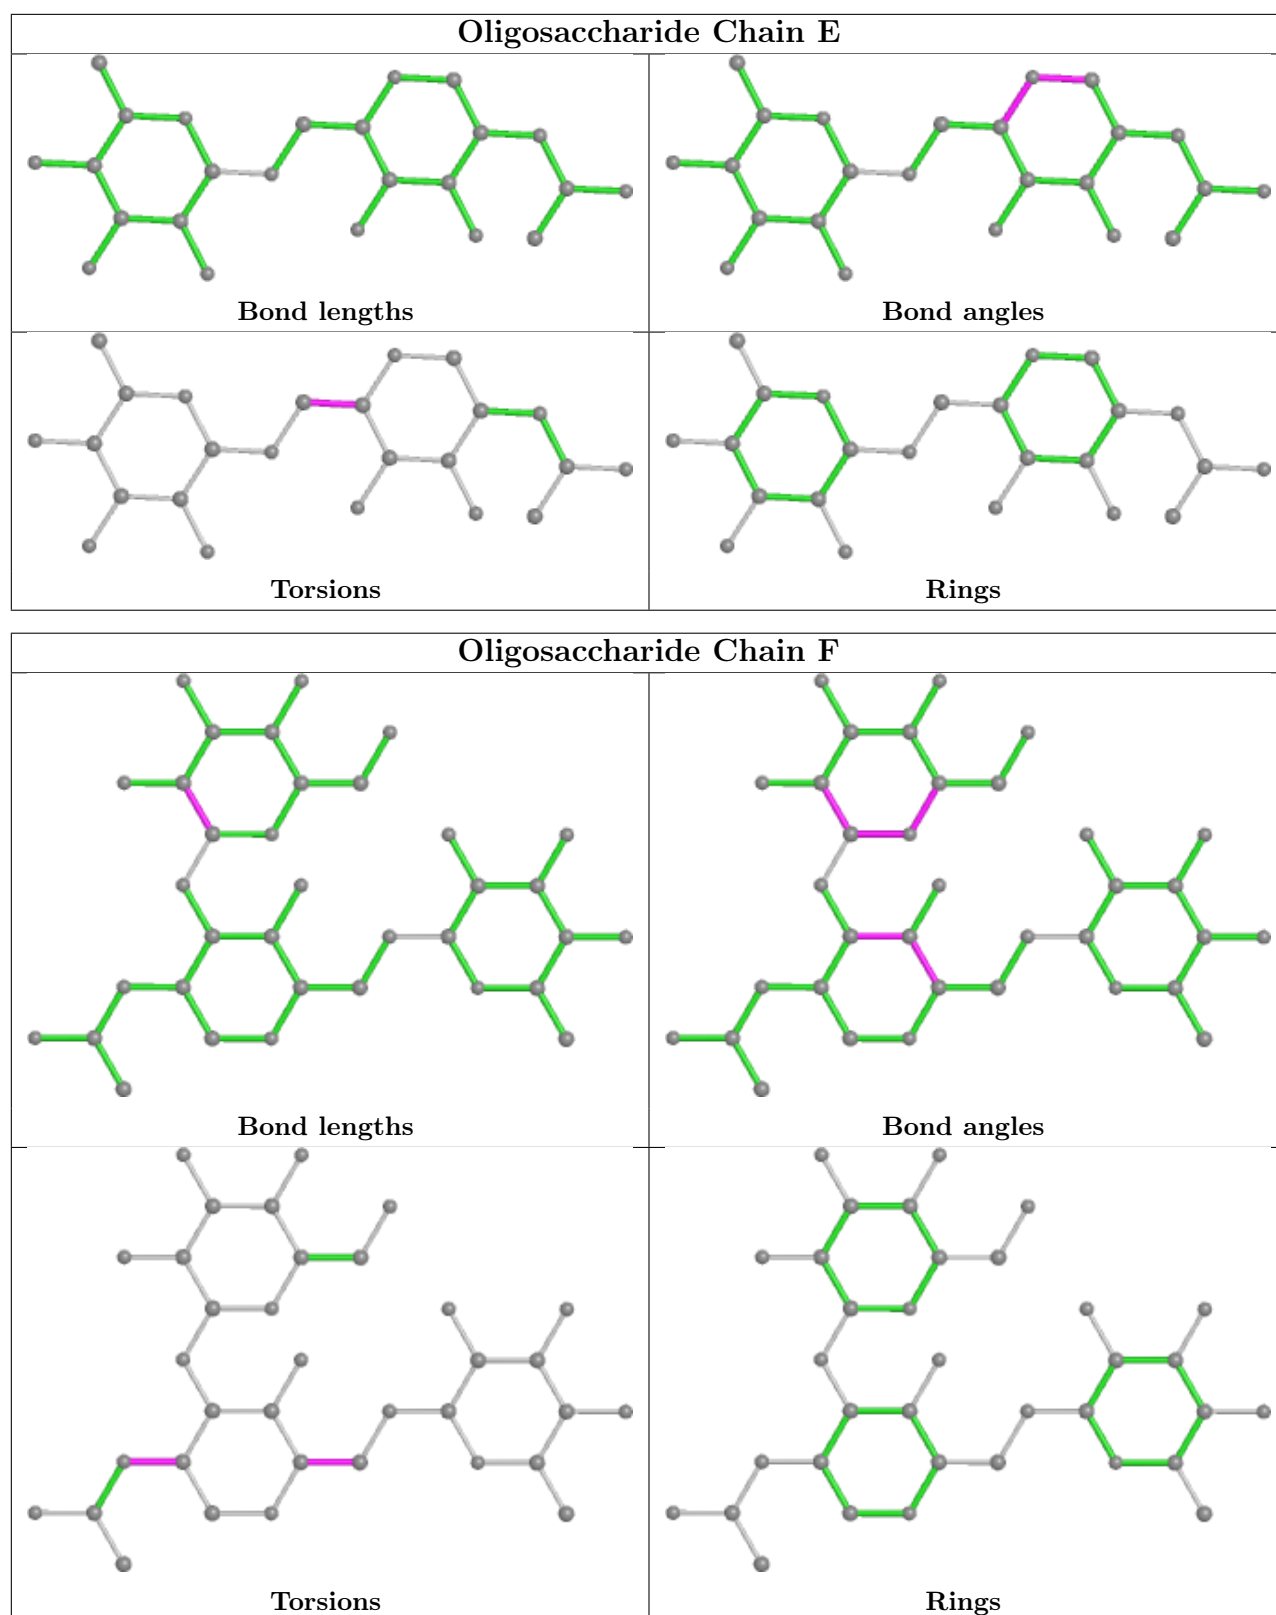 Oligosaccharide Chain E
Bond lengths
Bond angles
Torsions
Rings
Oligosaccharide Chain F
Bond lengths
Bond angles
Torsions
Rings